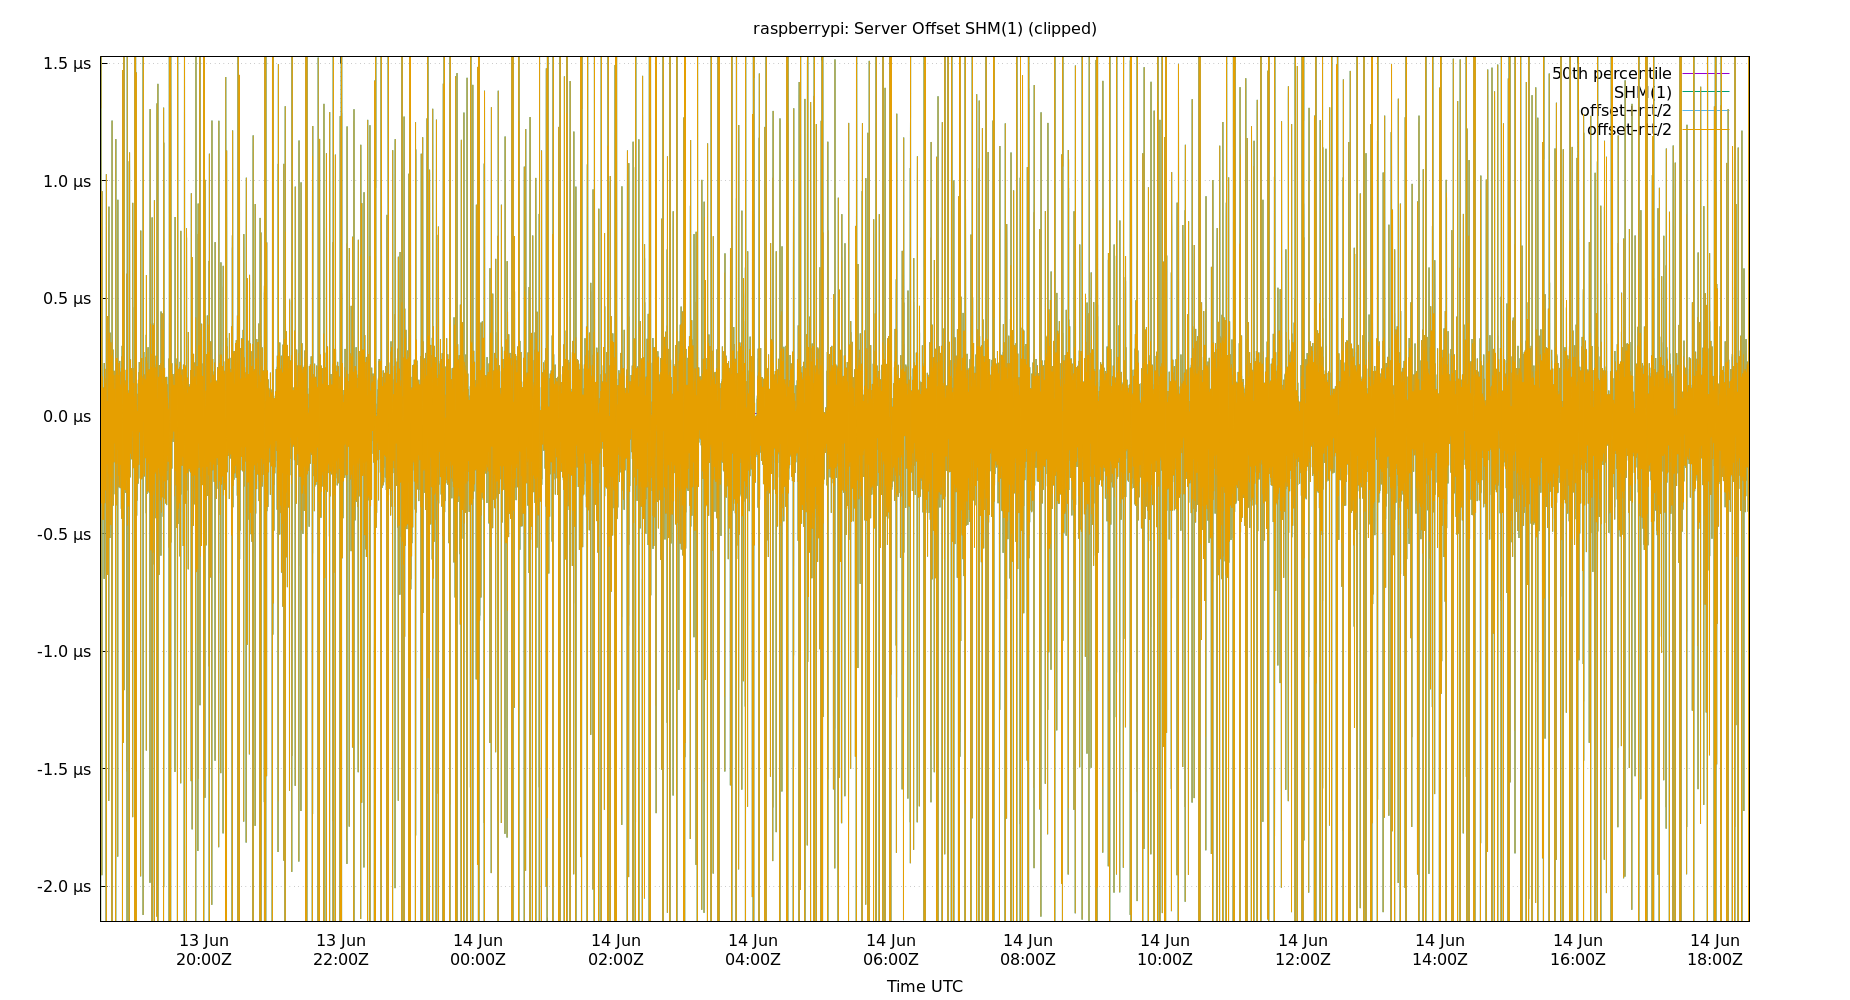 raspberrypi: Server Offset SHM(1) (clipped)
1.5 µs
1.0 µs
0.5 µs
0.0 µs
-0.5 µs
-1.0 µs
-1.5 µs
-2.0 µs
50th percentile
SHM(1)
offset+rtt/2
offset-rtt/2
13 Jun 13 Jun 14 Jun 14 Jun 14 Jun 14 Jun 14 Jun 14 Jun 14 Jun 14 Jun 14 Jun 14 Jun
20:00Z 22:00Z 00:00Z 02:00Z 04:00Z 06:00Z 08:00Z 10:00Z 12:00Z 14:00Z 16:00Z 18:00Z
Time UTC